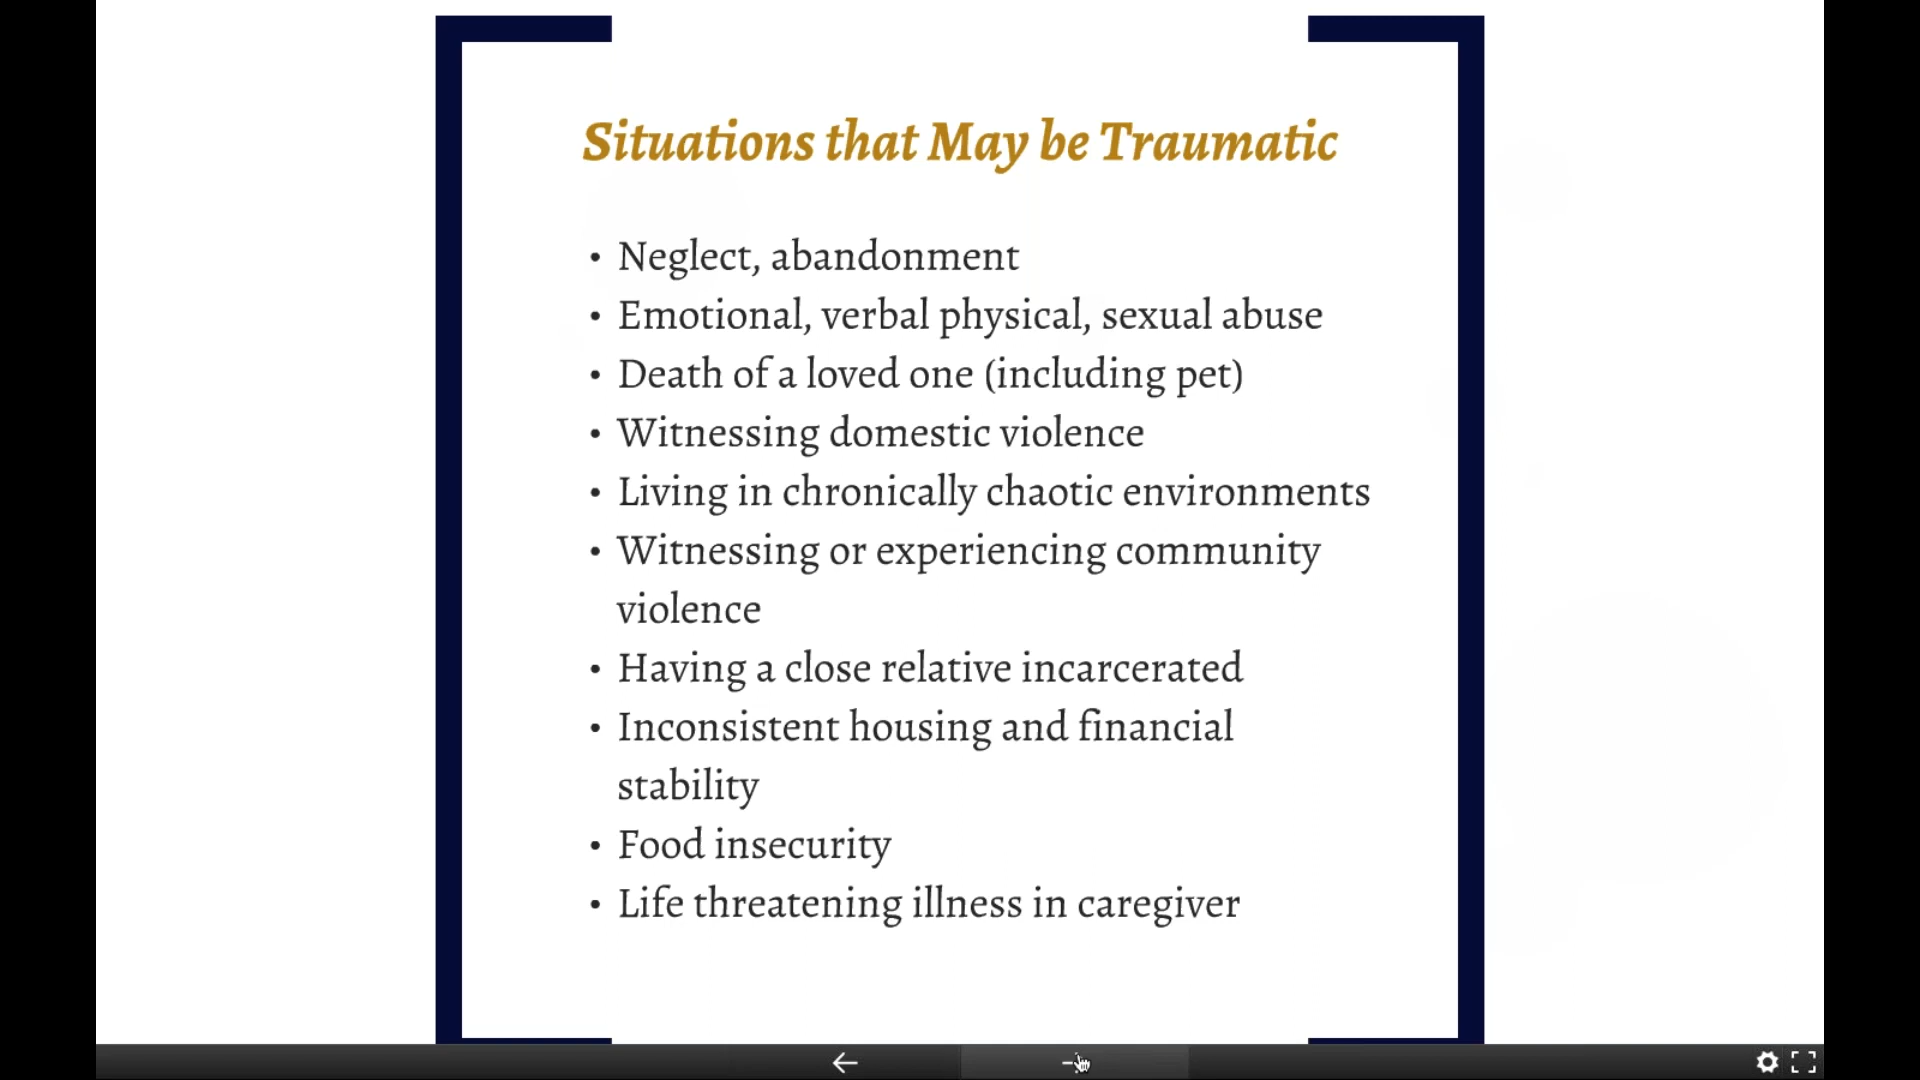 Situations that May be Traumatic
• Neglect, abandonment
• Emotional, verbal physical, sexual abuse
• Death of a loved one (including pet)
• Witnessing domestic violence
• Living in chronically chaotic environments
• Witnessing or experiencing community
violence
• Having a close relative incarcerated
• Inconsistent housing and financial
stability
• Food insecurity
• Life threatening illness in caregiver